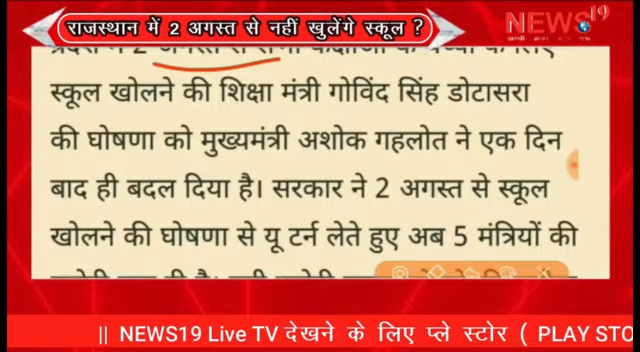 राजस्थान में 2 अगस्त से नहीं खुलेंगे स्कूल ?
NEWS19
स्कूल खोलने की शिक्षा मंत्री गोविंद सिंह डोटासरा
की घोषणा को मुख्यमंत्री अशोक गहलोत ने एक दिन
बाद ही बदल दिया है। सरकार ने 2 अगस्त से स्कूल
खोलने की घोषणा से यू टर्न लेते हुए अब 5 मंत्रियों की
|| NEWS19 Live TV देखने के लिए प्ले स्टोर ( PLAY STO